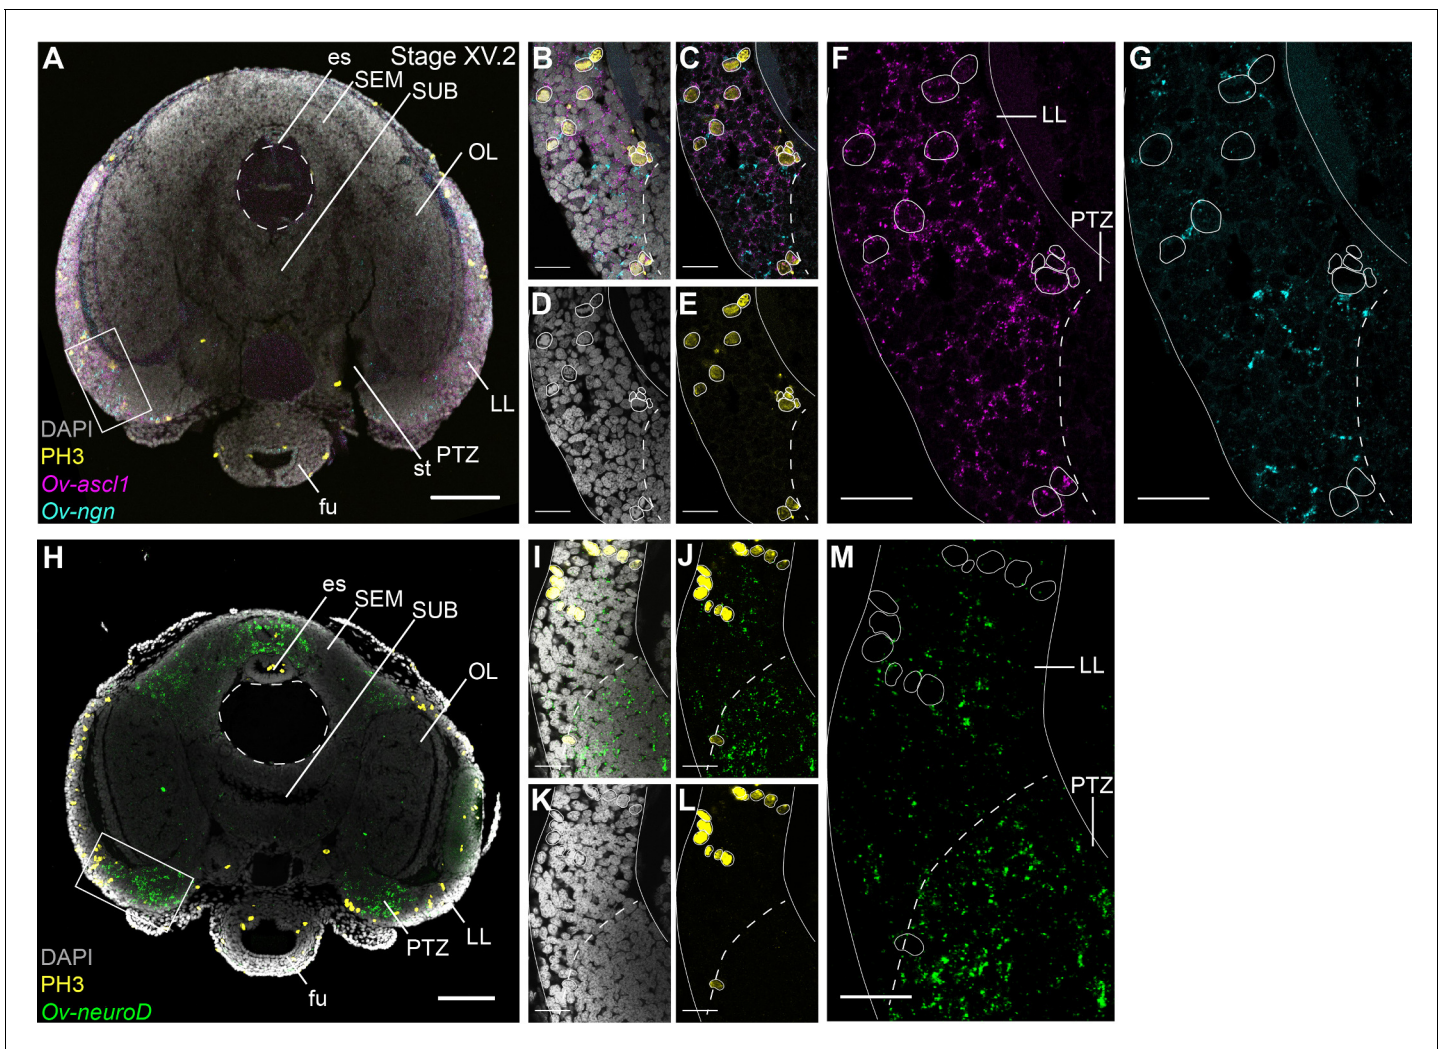 A
Stage XV.2
es
SEM
SUB
OL
LL
PTZ
st
fu
DAPI
PH3
Ov-ascl1
Ov-ngn
B
C
D
E
F
LL
PTZ
G
H
es
SEM
SUB
OL
LL
PTZ
fu
DAPI
PH3
Ov-neuroD
I
J
K
L
M
LL
PTZ